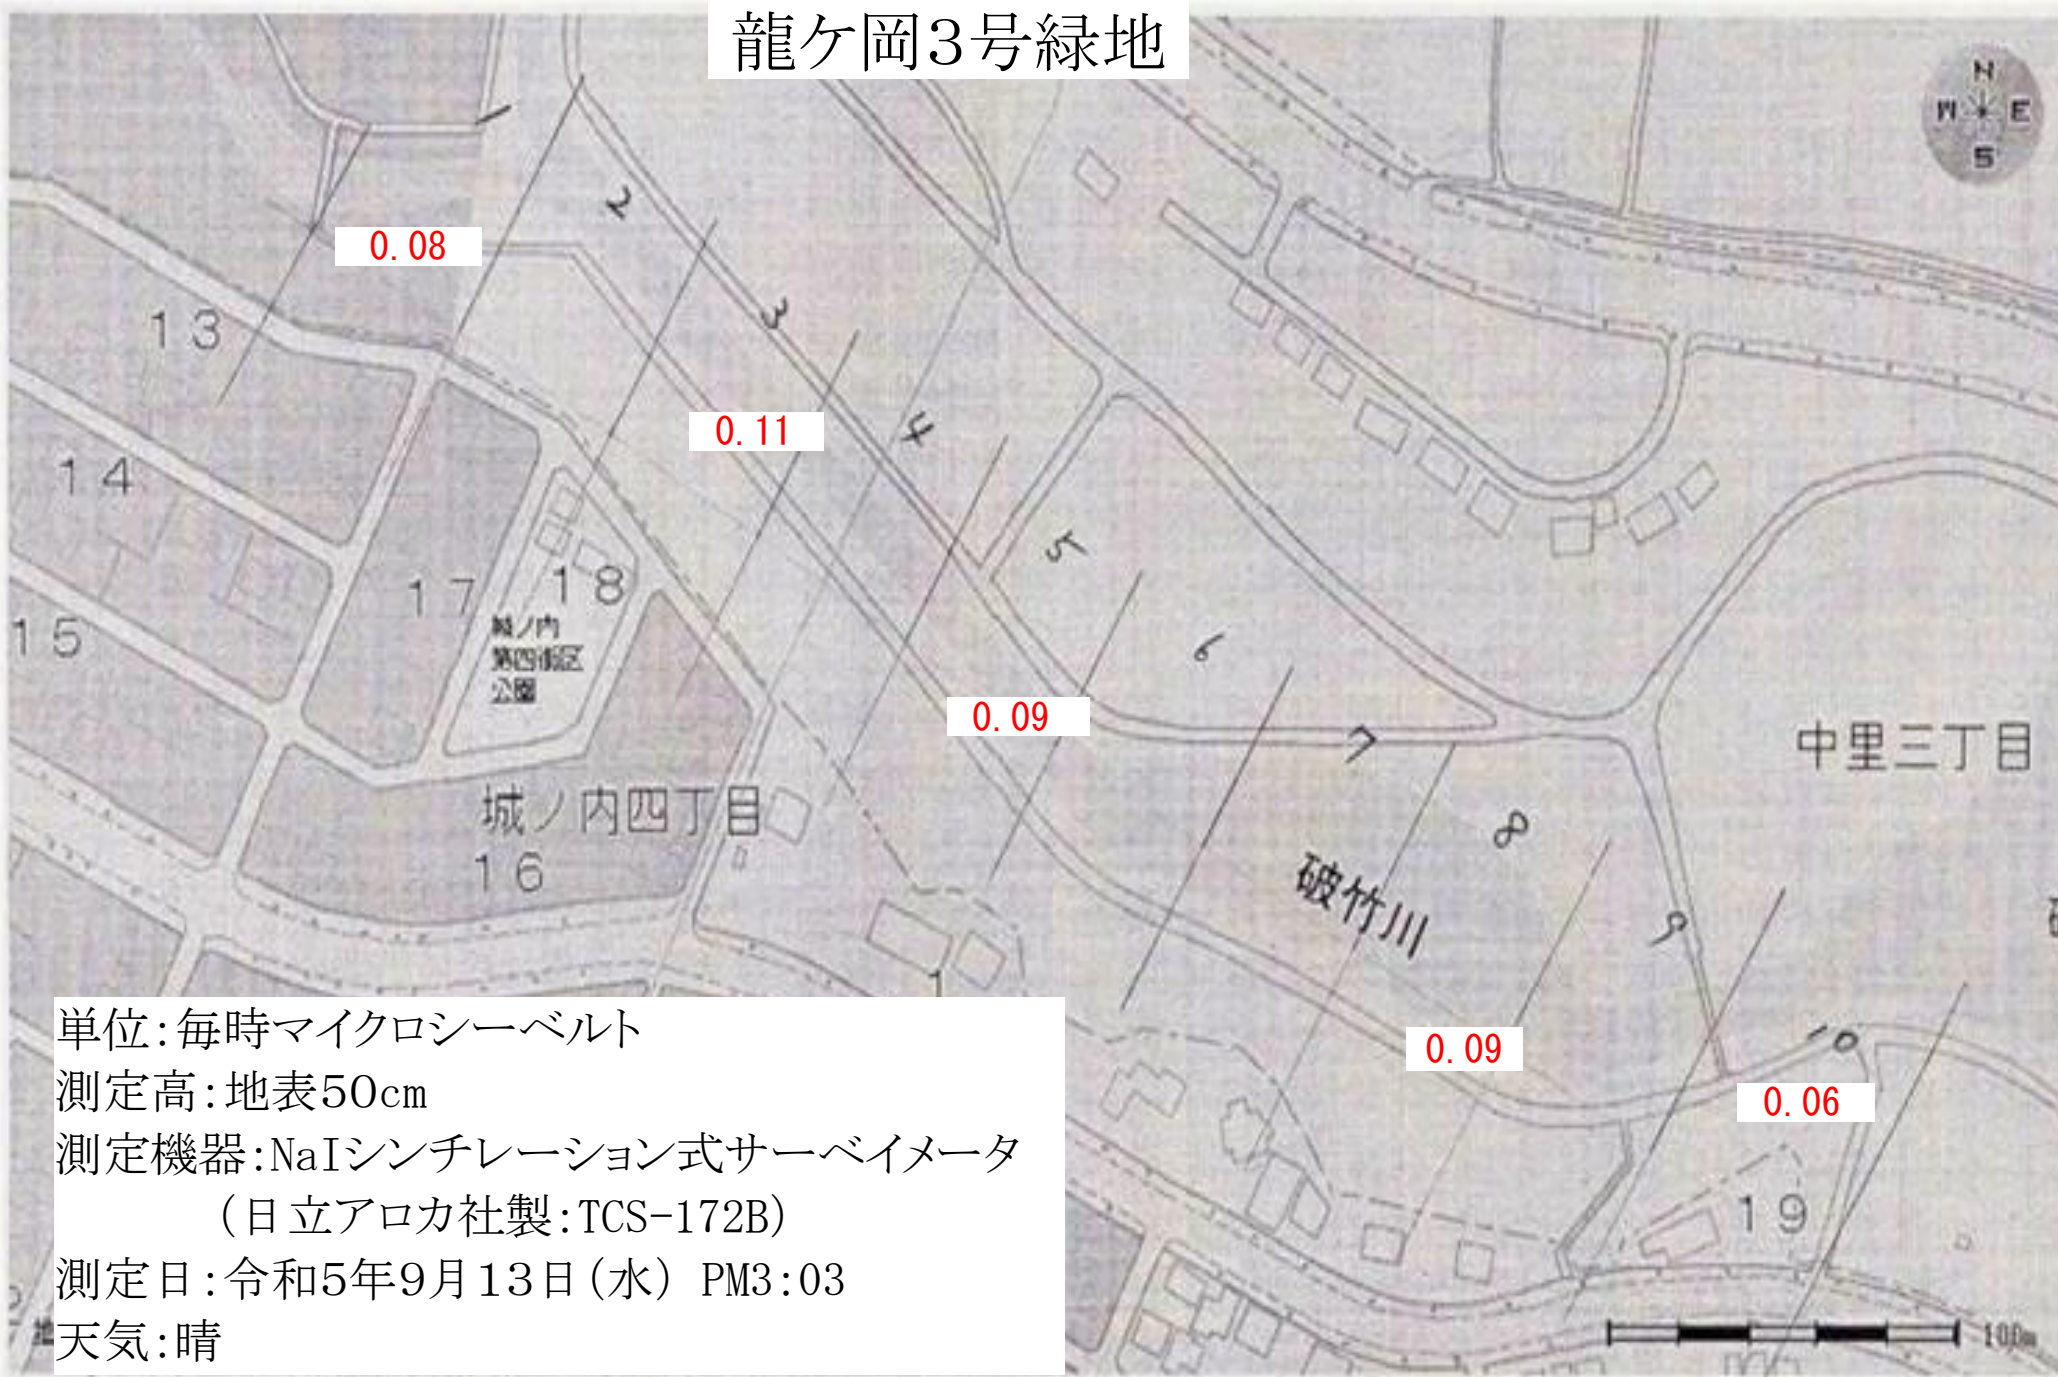 龍ケ岡3号緑地
N
W E
S
1
2
0.08
13
3
0.11
4
14
5
17
18
15
城ノ内
第四街区
公園
6
0.09
7
中里三丁目
城ノ内四丁目
16
8
破竹川
9
1
10
0.09
0.06
19
単位:毎時マイクロシーベルト
測定高:地表50cm
測定機器:NaIシンチレーション式サーベイメータ
(日立アロカ社製:TCS-172B)
測定日:令和5年9月13日(水) PM3:03
天気:晴
100m